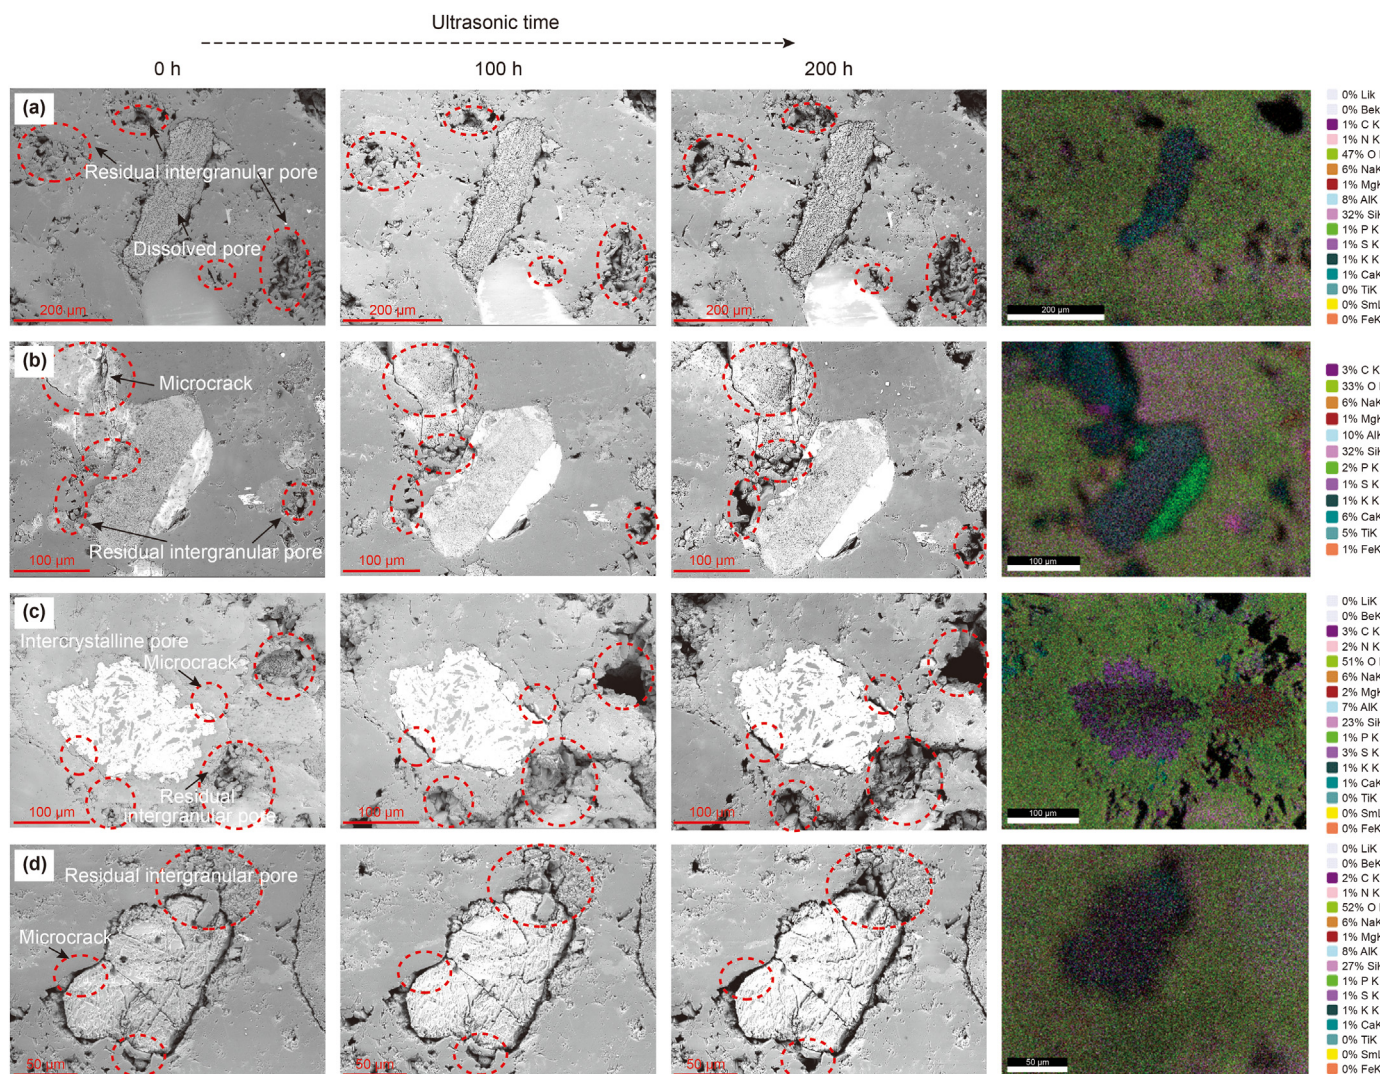 Ultrasonic time
0 h
100 h
200 h
(a)
Residual intergranular pore
Dissolved pore
200 µm
200 µm
200 µm
200 µm
0% Lik
0% Bek
1% C K
1% N K
47% O
6% NaK
1% MgK
8% AlK
32% SiK
1% P K
1% S K
1% K K
1% CaK
0% TiK
0% SmL
0% FeK
(b)
Microcrack
Residual intergranular pore
100 µm
100 µm
100 µm
100 µm
3% C K
33% O
6% NaK
1% MgK
10% AlK
32% SiK
2% P K
1% S K
1% K K
6% CaK
5% TiK
1% FeK
(c)
Intercrystalline pore
Microcrack
Residual
intergranular pore
100 µm
100 µm
100 µm
100 µm
0% LiK
0% BeK
3% C K
2% N K
51% O
6% NaK
2% MgK
7% AlK
23% SiK
1% P K
3% S K
1% K K
1% CaK
0% TiK
0% SmL
0% FeK
(d)
Residual intergranular pore
Microcrack
50 µm
50 µm
50 µm
50 µm
0% LiK
0% BeK
2% C K
1% N K
52% O
6% NaK
1% MgK
8% AlK
27% SiK
1% P K
1% S K
1% K K
1% CaK
0% TiK
0% SmL
0% FeK